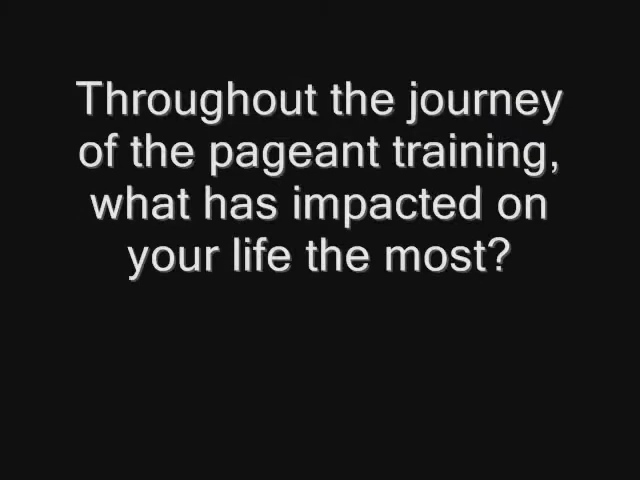 Throughout the journey
of the pageant training,
what has impacted on
your life the most?